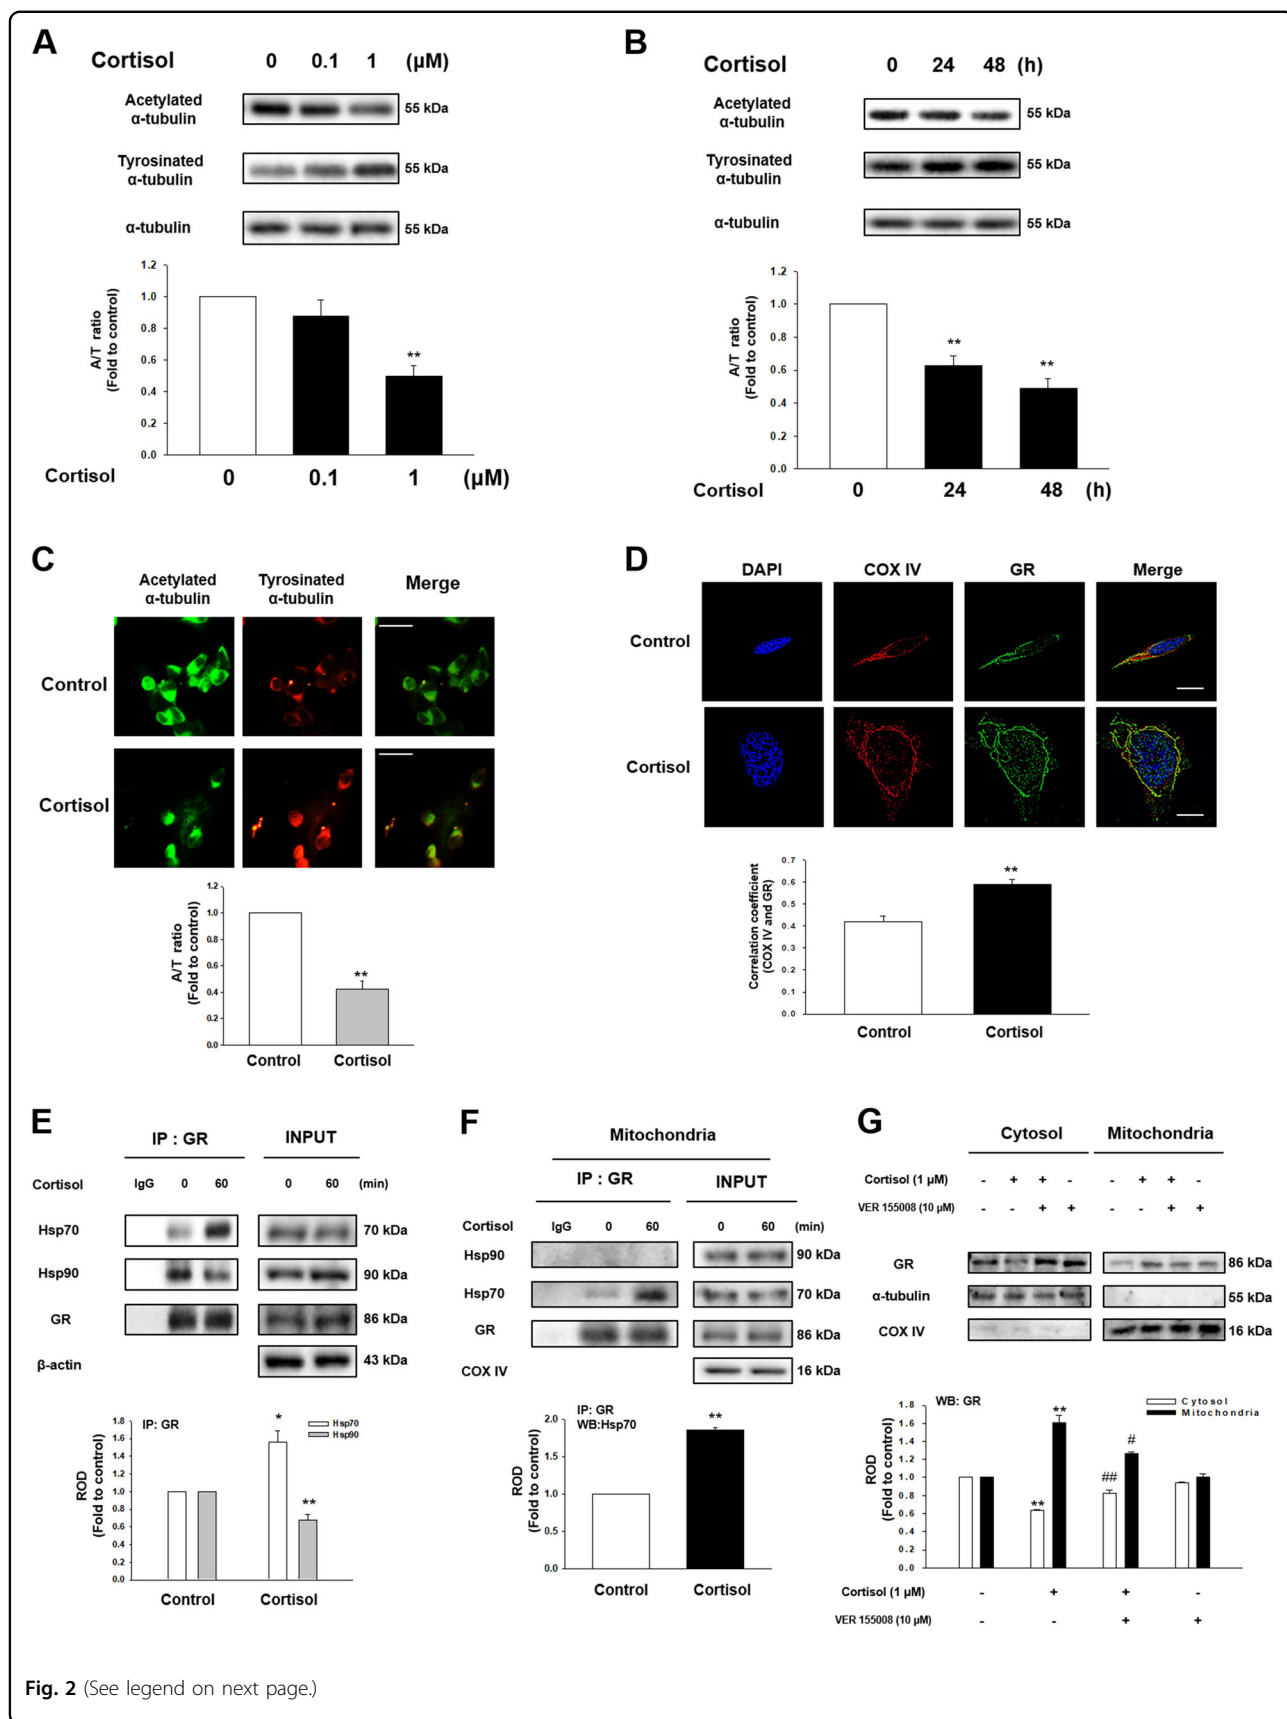 A
Cortisol 0 0.1 1 (μM)
Acetylated
α-tubulin
55 kDa
Tyrosinated
α-tubulin
55 kDa
α-tubulin
55 kDa
1.2
1.0
0.8
0.6
0.4
0.2
0.0
A/T ratio
(Fold to control)
**
Cortisol 0 0.1 1 (μM)
B
Cortisol 0 24 48 (h)
Acetylated
α-tubulin
55 kDa
Tyrosinated
α-tubulin
55 kDa
α-tubulin
55 kDa
1.2
1.0
0.8
0.6
0.4
0.2
0.0
A/T ratio
(Fold to control)
** **
Cortisol 0 24 48 (h)
C
Acetylated
α-tubulin
Tyrosinated
α-tubulin
Merge
Control
Cortisol
1.2
1.0
0.8
0.6
0.4
0.2
0.0
A/T ratio
(Fold to control)
**
Control Cortisol
D
DAPI COX IV GR Merge
Control
Cortisol
0.7
0.6
0.5
0.4
0.3
0.2
0.1
0.0
Correlation coefficient
(COX IV and GR)
**
Control Cortisol
E
IP : GR INPUT
Cortisol IgG 0 60 0 60 (min)
Hsp70 70 kDa
Hsp90 90 kDa
GR 86 kDa
β-actin 43 kDa
IP: GR
Hsp70
Hsp90
1.8
1.6
1.4
1.2
1.0
0.8
0.6
0.4
0.2
0.0
ROD
(Fold to control)
*
**
Control Cortisol
F
Mitochondria
IP : GR INPUT
Cortisol IgG 0 60 0 60 (min)
Hsp90 90 kDa
Hsp70 70 kDa
GR 86 kDa
COX IV 16 kDa
IP: GR
WB:Hsp70
2.0
1.5
1.0
0.5
0.0
ROD
(Fold to control)
**
Control Cortisol
G
Cytosol Mitochondria
Cortisol (1 μM) - + + - - + + -
VER 155008 (10 μM) - - + + - - + +
GR 86 kDa
α-tubulin 55 kDa
COX IV 16 kDa
WB: GR
Cytosol
Mitochondria
1.8
1.6
1.4
1.2
1.0
0.8
0.6
0.4
0.2
0.0
ROD
(Fold to control)
** ** ## #
Cortisol (1 μM) - + + -
VER 155008 (10 μM) - - + +
Fig. 2 (See legend on next page.)